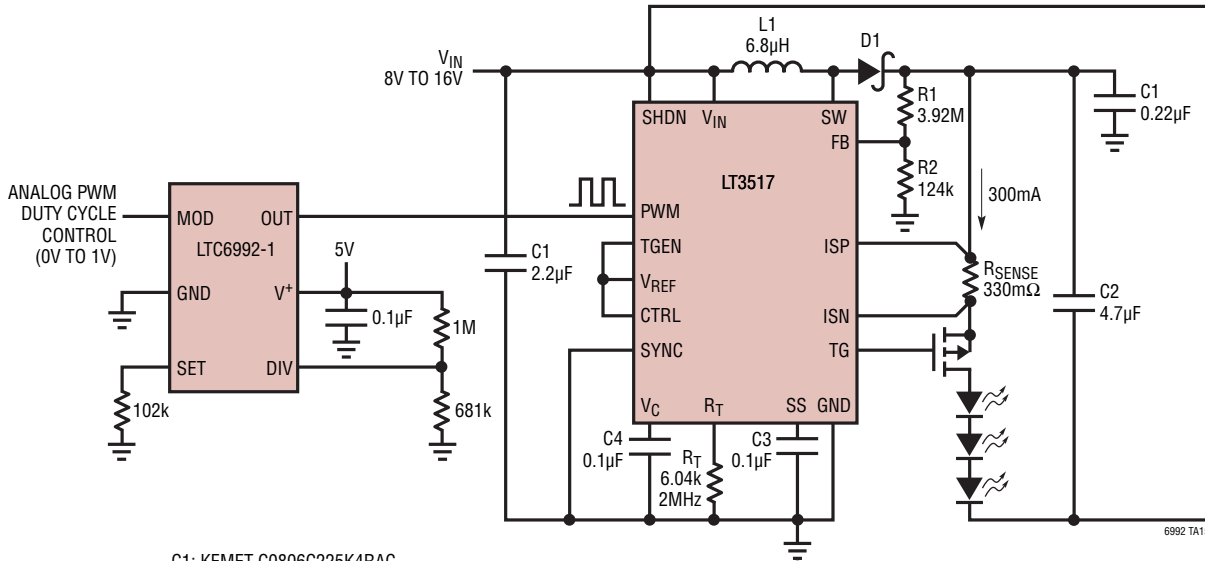 V_IN
8V TO 16V
L1
6.8µH
D1
R1
3.92M
C1
0.22µF
SHDN
V_IN
SW
FB
R2
124k
LT3517
300mA
ANALOG PWM
DUTY CYCLE
CONTROL
(0V TO 1V)
MOD
OUT
LTC6992-1
5V
GND
V+
0.1µF
1M
SET
DIV
102k
681k
C1
2.2µF
PWM
TGEN
V_REF
CTRL
SYNC
ISP
R_SENSE
330mΩ
ISN
TG
C2
4.7µF
V_C
R_T
SS
GND
C4
0.1µF
R_T
6.04k
2MHz
C3
0.1µF
6992 TA1